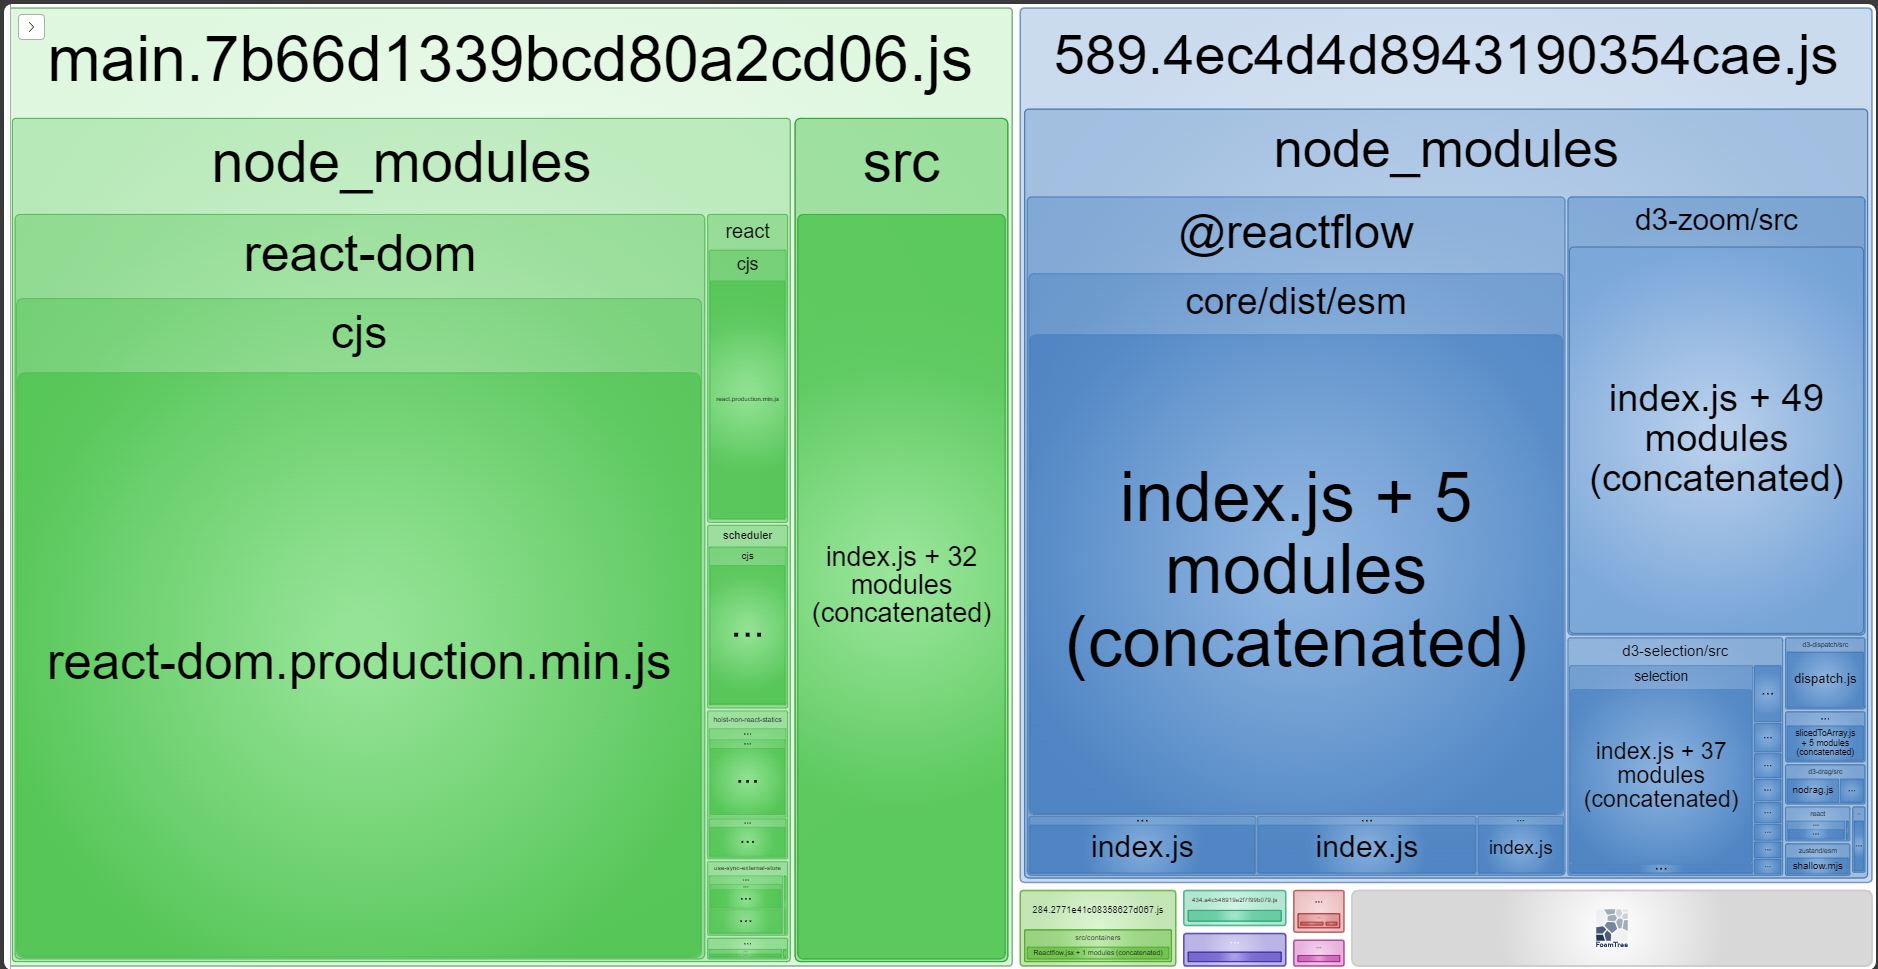 main.7b66d1339bcd80a2cd06.js
node_modules
src
react-dom
react
cjs
cjs
react.production.min.js
react-dom.production.min.js
scheduler
cjs
...
hoist-non-react-statics
...
...
...
...
...
use-sync-external-store
...
...
...
...
...
index.js + 32
modules
(concatenated)
589.4ec4d4d8943190354cae.js
node_modules
@reactflow
core/dist/esm
index.js + 5
modules
(concatenated)
...
index.js
...
index.js
...
index.js
d3-zoom/src
index.js + 49
modules
(concatenated)
d3-selection/src
selection
index.js + 37
modules
(concatenated)
...
...
...
...
...
...
...
...
...
d3-dispatch/src
dispatch.js
...
slicedToArray.js
+ 5 modules
(concatenated)
d3-drag/src
nodrag.js
...
react
...
...
zustand/esm
shallow.mjs
...
284.2771e41c08358627d067.js
src/containers
Reactflow.jsx + 1 modules (concatenated)
...
...
...
FoamTree